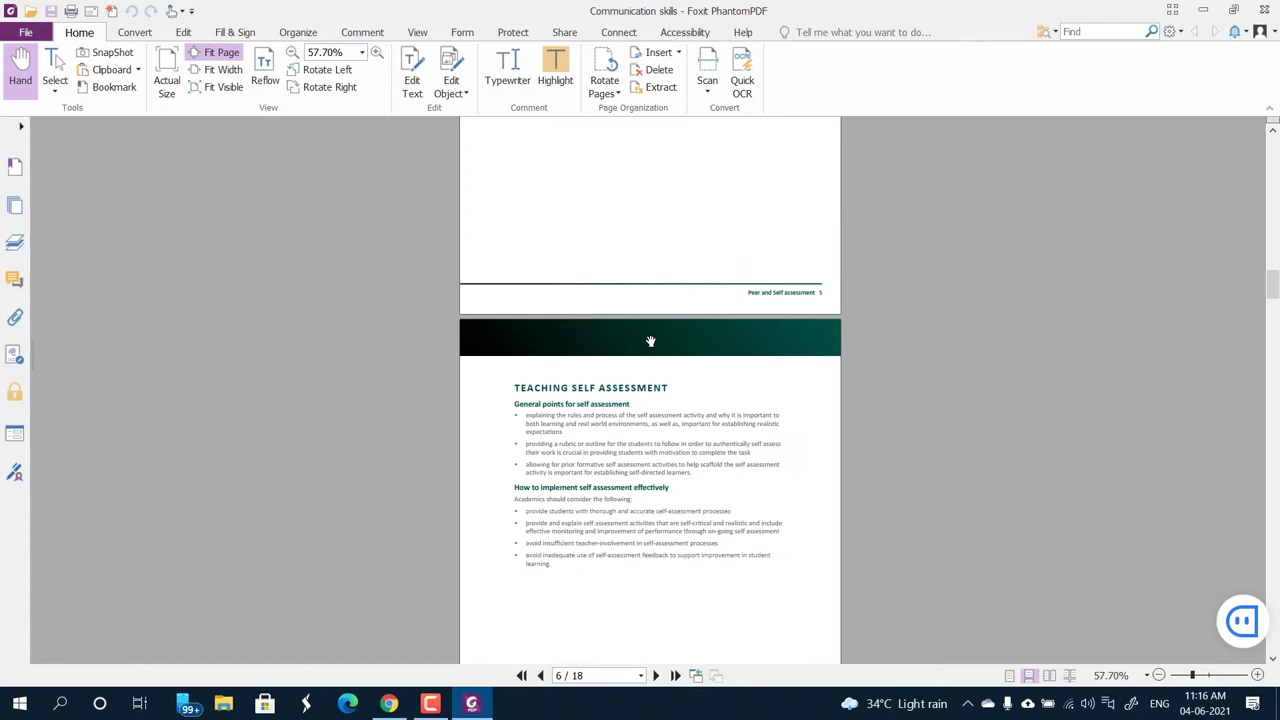 Communication skills - Foxit PhantomPDF
File Home Convert Edit Fill & Sign Organize Comment View Form Protect Share Connect Accessibility Help Tell me what you want to do... Find
Hand
Select
SnapShot
Clipboard
Bookmark
Tools
Actual Size
Fit Page
Fit Width
Fit Visible
Reflow
57.70%
Rotate Left
Rotate Right
View
Edit Text
Edit Object
Edit
Typewriter
Highlight
Comment
Rotate Pages
Insert
Delete
Extract
Page Organization
Scan
Quick OCR
Convert
Peer and Self assessment 5
TEACHING SELF ASSESSMENT
General points for self assessment
• explaining the rules and process of the self assessment activity and why it is important to
both learning and real world environments, as well as, important for establishing realistic
expectations
• providing a rubric or outline for the students to follow in order to authentically self assess
their work is crucial in providing students with motivation to complete the task
• allowing for prior formative self assessment activities to help scaffold the self assessment
activity is important for establishing self-directed learners.
How to implement self assessment effectively
Academics should consider the following:
• provide students with thorough and accurate self-assessment processes
• provide and explain self assessment activities that are self-critical and realistic and include
effective monitoring and improvement of performance through on-going self assessment
• avoid insufficient teacher-involvement in self-assessment processes
• avoid inadequate use of self-assessment feedback to support improvement in student
learning.
6 / 18
57.70%
99+
34°C Light rain
ENG
11:16 AM
04-06-2021